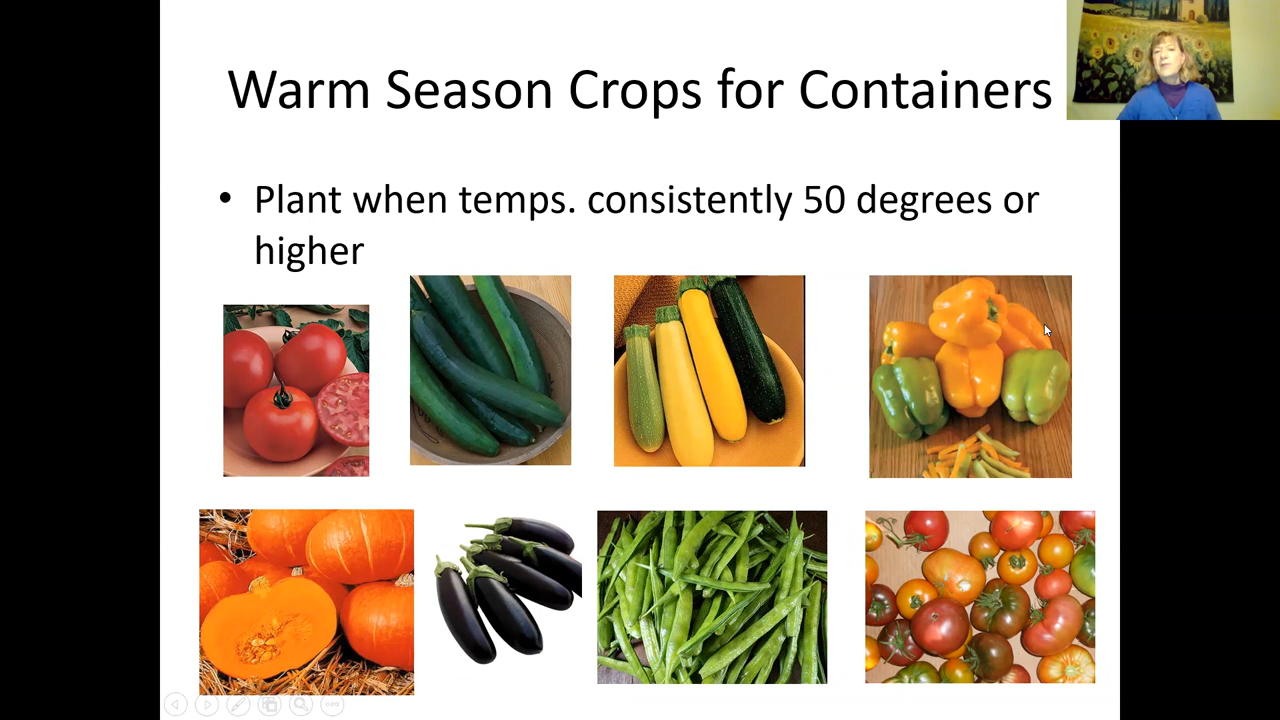 Warm Season Crops for Containers
• Plant when temps. consistently 50 degrees or
higher